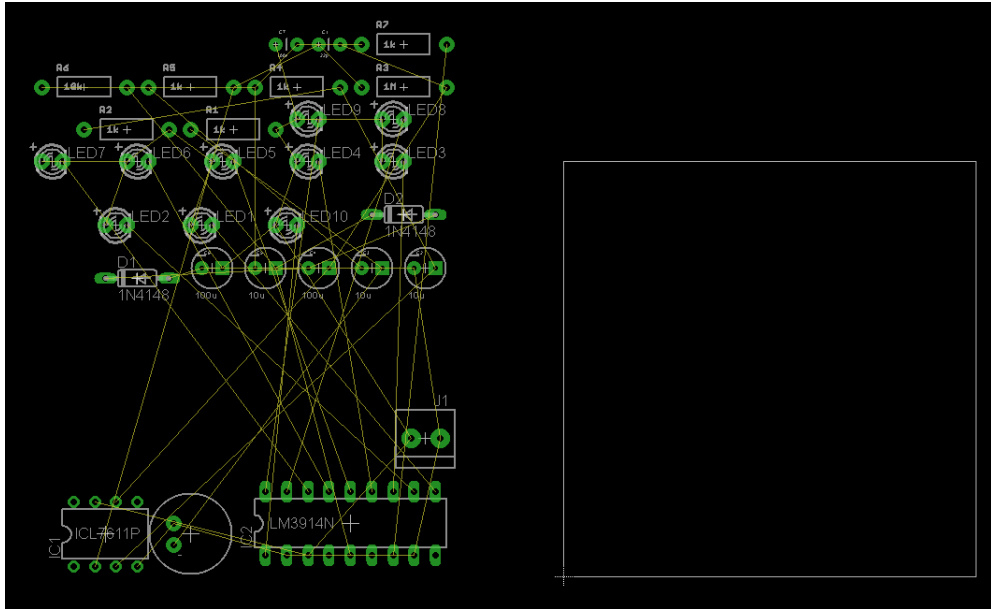 R7
C7
C1
1k
R6
R5
R4
R3
10k
1k
1k
1M
R2
R1
LED9
LED8
1k
1k
LED7
LED6
LED5
LED4
LED3
D2
LED2
LED1
LED10
1N4148
D1
1N4148
100u
10u
100u
10u
10u
J1
IC1
ICL7611P
-
IC2
LM3914N